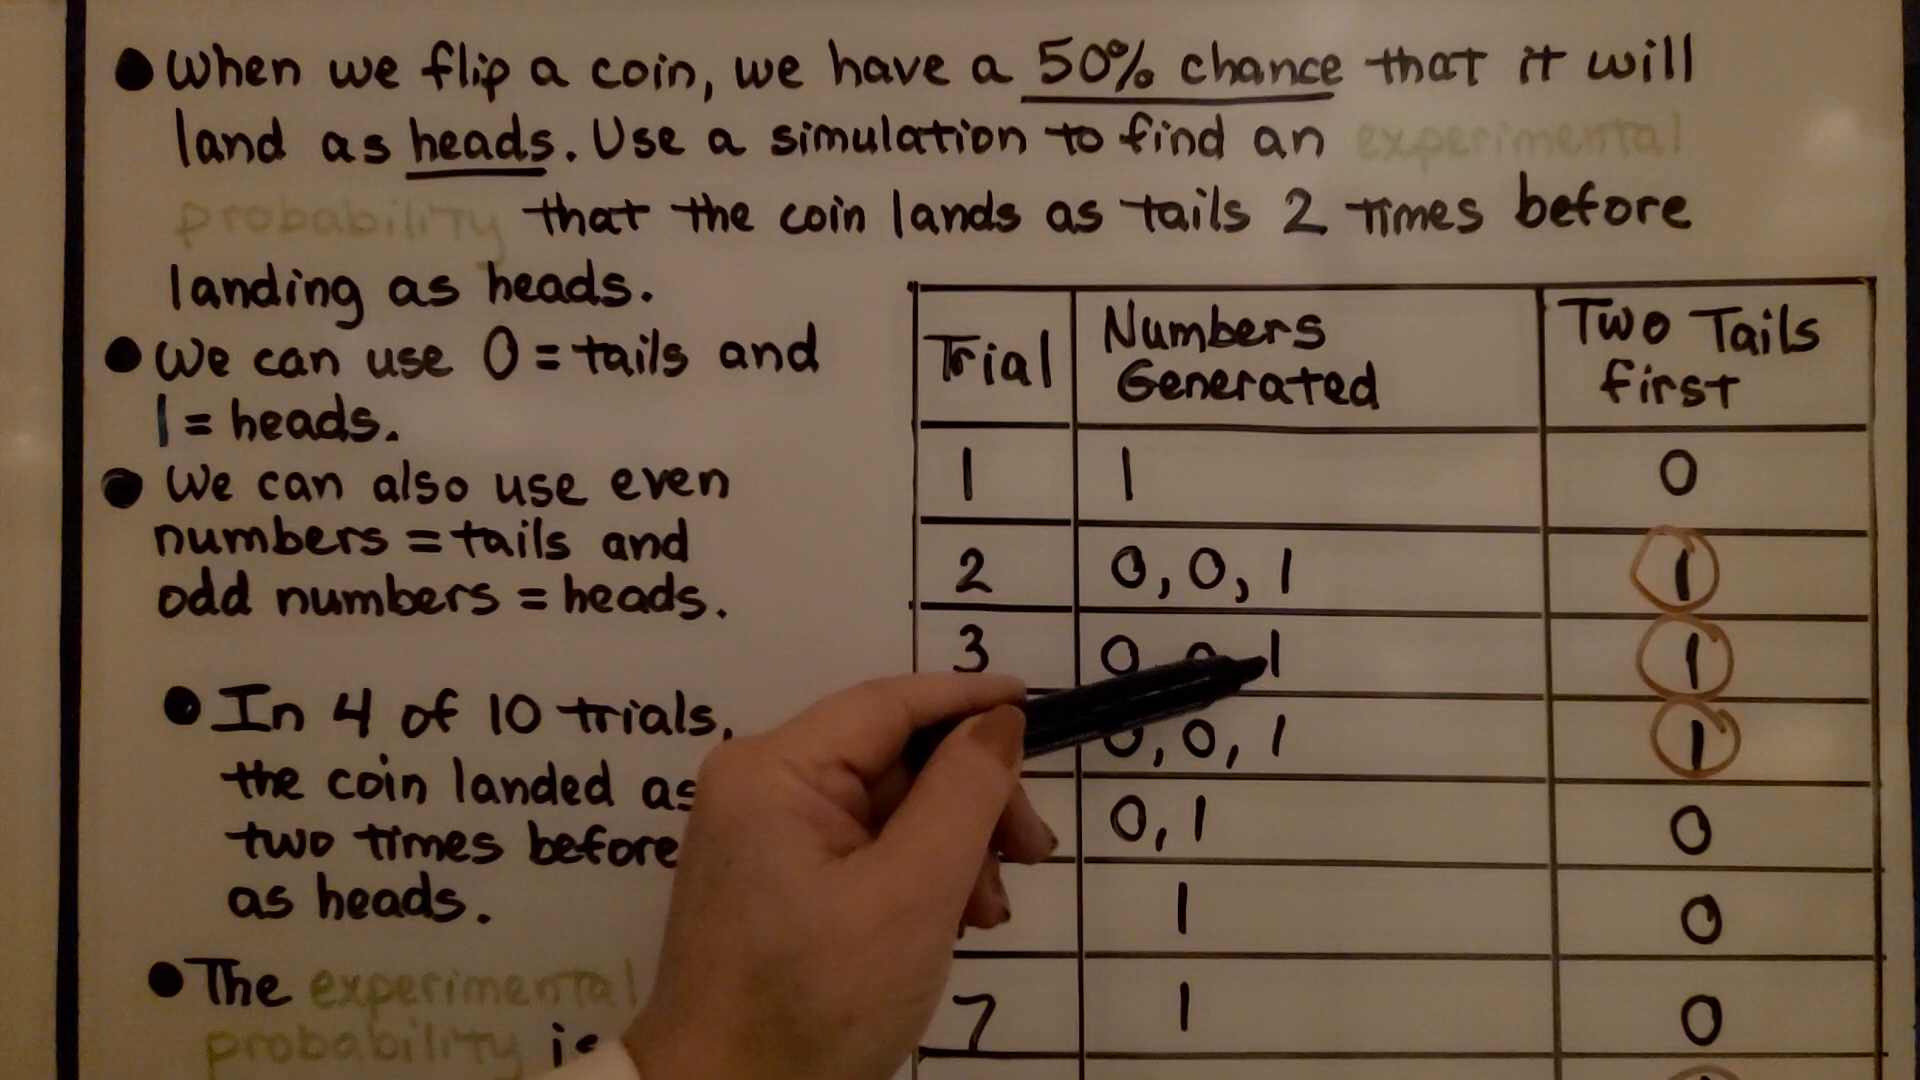 When we flip a coin, we have a 50% chance that it will
land as heads. Use a simulation to find an experimental
probability that the coin lands as tails 2 times before
landing as heads.
We can use 0 = tails and
1 = heads.
We can also use even
numbers = tails and
odd numbers = heads.
In 4 of 10 trials,
the coin landed as
two times before
as heads.
The experimental
probability is
Trial Numbers Generated Two Tails first
1 1 0
2 0, 0, 1 1
3 0 0 1 1
0, 0, 1 1
0, 1 0
1 0
7 1 0